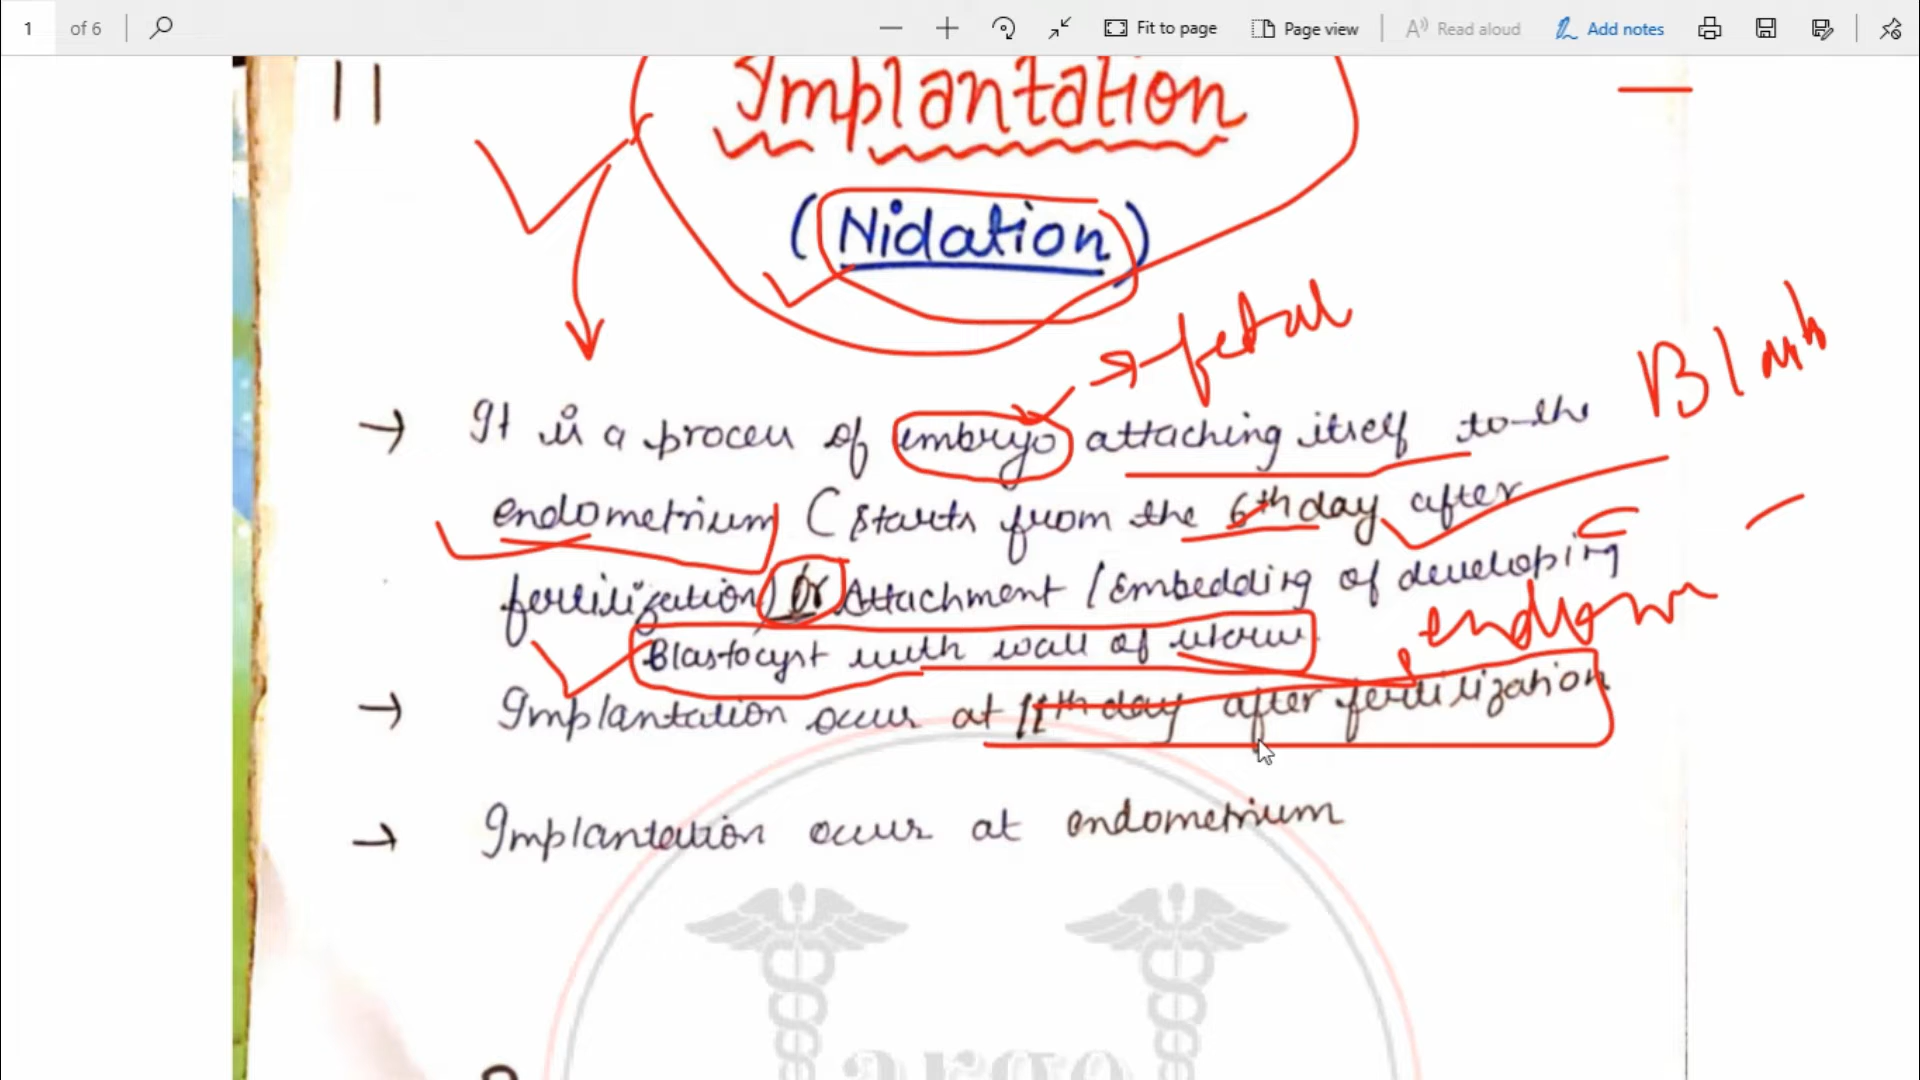 1 of 6 Fit to page Page view Read aloud Add notes
11
Implantation
(Nidation)
fetal
→ It is a process of embryo attaching itself to the
endometrium (starts from the 6th day after
fertilization) Or Attachment / Embedding of developing
Blastocyst with wall of uterus
→ Implantation occur at 11th day after fertilization
→ Implantation occur at endometrium
argo